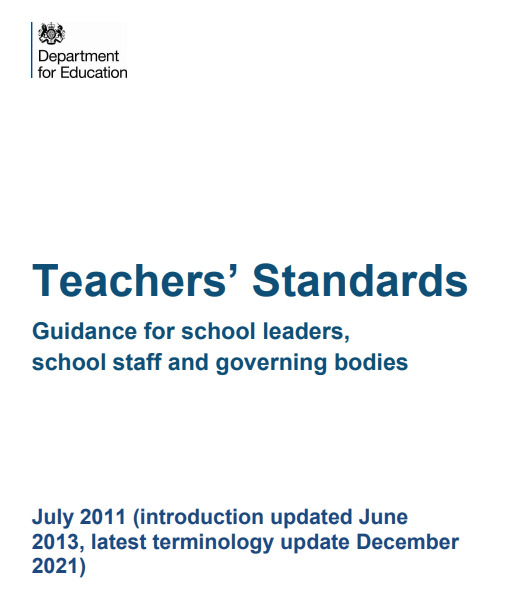 Department
for Education
Teachers’ Standards
Guidance for school leaders,
school staff and governing bodies
July 2011 (introduction updated June
2013, latest terminology update December
2021)